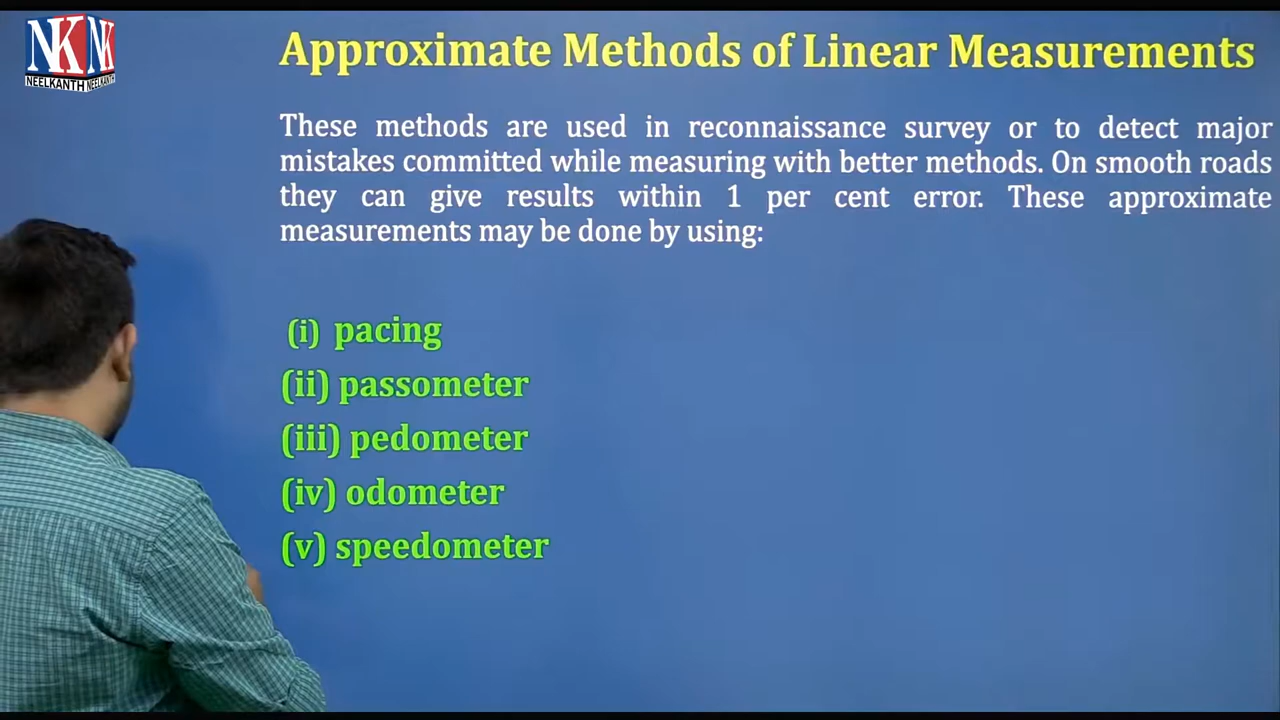 NK NK
NEELKANTH NEELKANTH
Approximate Methods of Linear Measurements
These methods are used in reconnaissance survey or to detect major
mistakes committed while measuring with better methods. On smooth roads
they can give results within 1 per cent error. These approximate
measurements may be done by using:
(i) pacing
(ii) passometer
(iii) pedometer
(iv) odometer
(v) speedometer